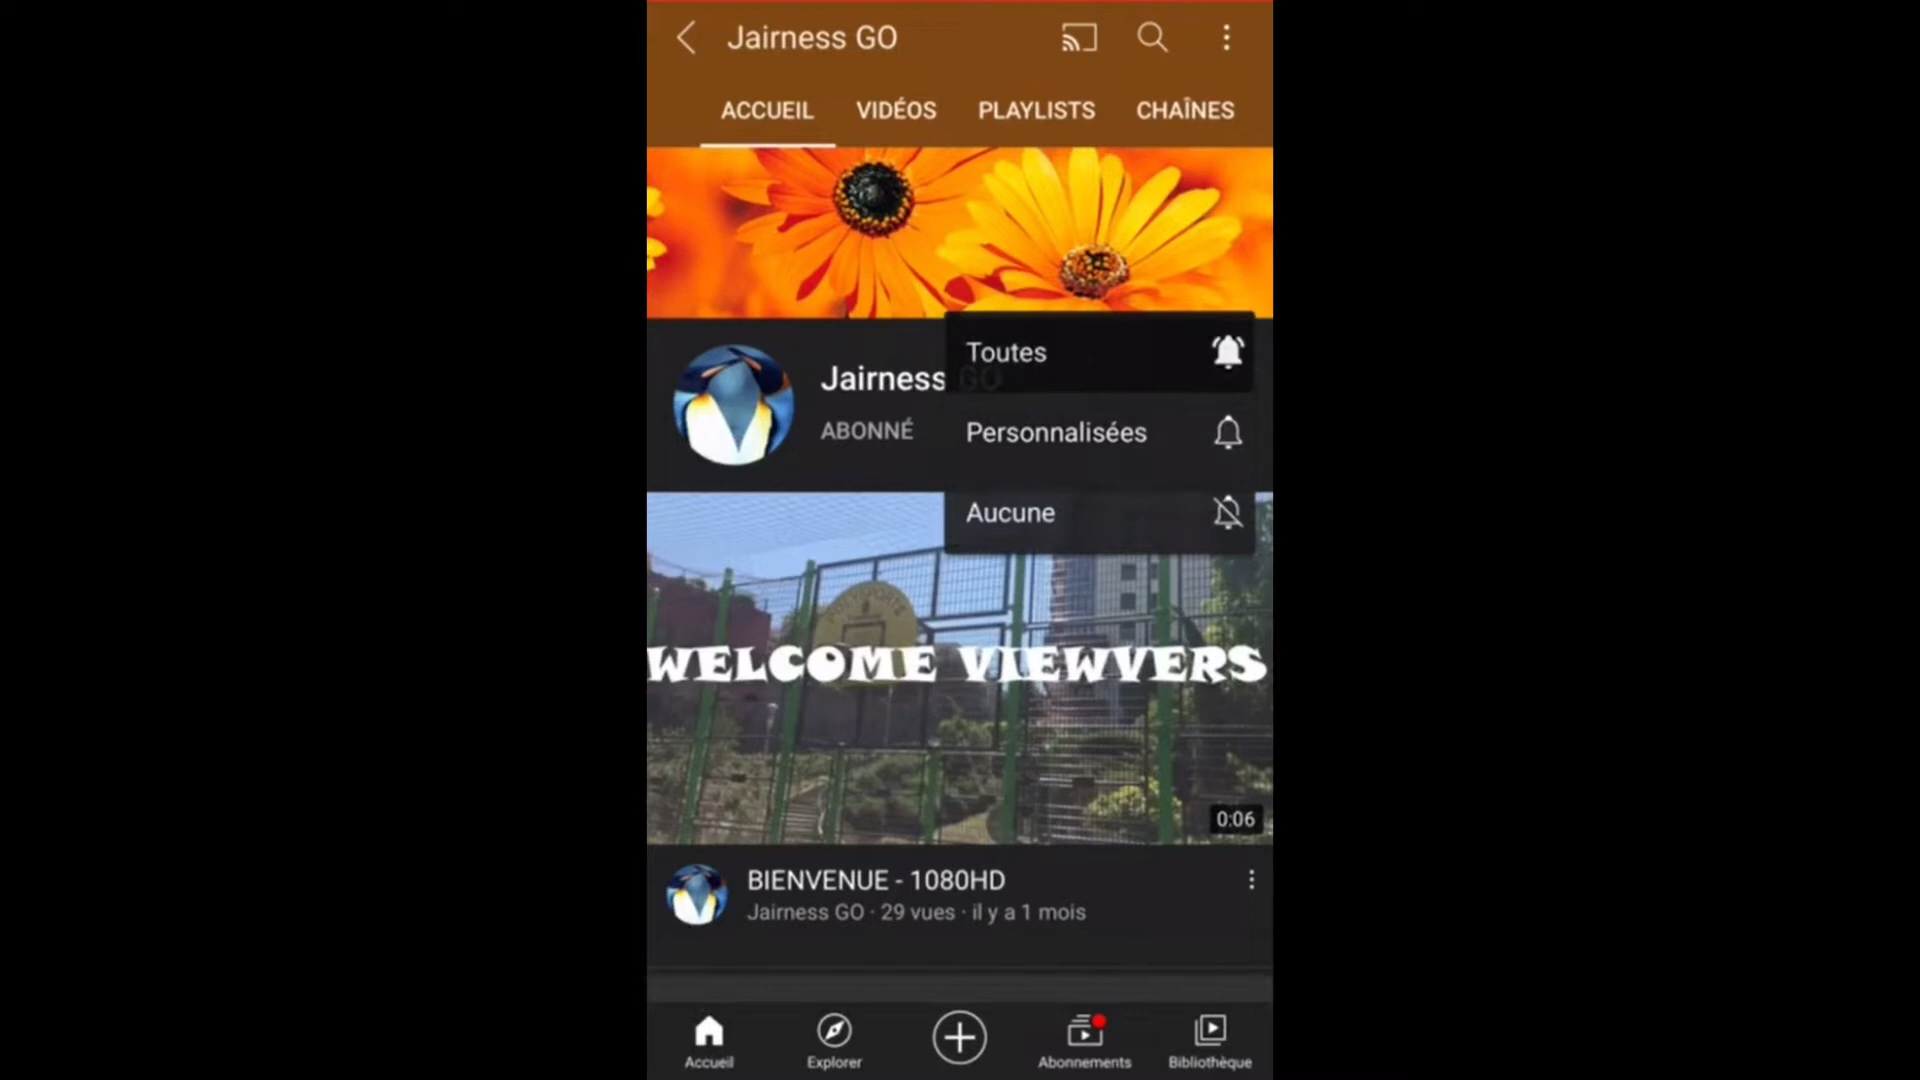 Jairness GO
ACCUEIL VIDÉOS PLAYLISTS CHAÎNES
Toutes
Jairness GO
ABONNÉ
Personnalisées
Aucune
WELCOME VIEWVERS
0:06
BIENVENUE - 1080HD
Jairness GO · 29 vues · il y a 1 mois
Accueil Explorer Abonnements Bibliothèque